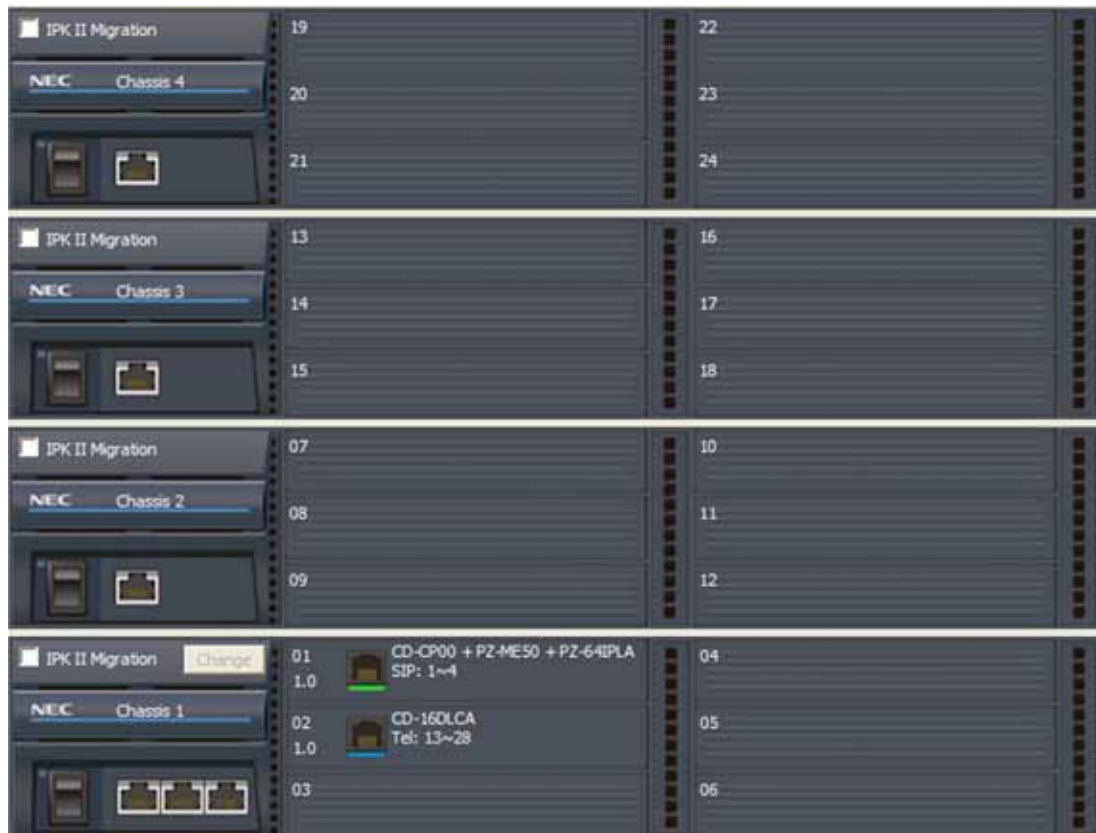 IPK II Migration
19
22
NEC Chassis 4
20
23
21
24
IPK II Migration
13
16
NEC Chassis 3
14
17
15
18
IPK II Migration
07
10
NEC Chassis 2
08
11
09
12
IPK II Migration Change
01 CD-CP00 + PZ-ME50 + PZ-64IPLA
1.0 SIP: 1~4
04
NEC Chassis 1
02 CD-16DLCA
1.0 Tel: 13~28
05
03
06